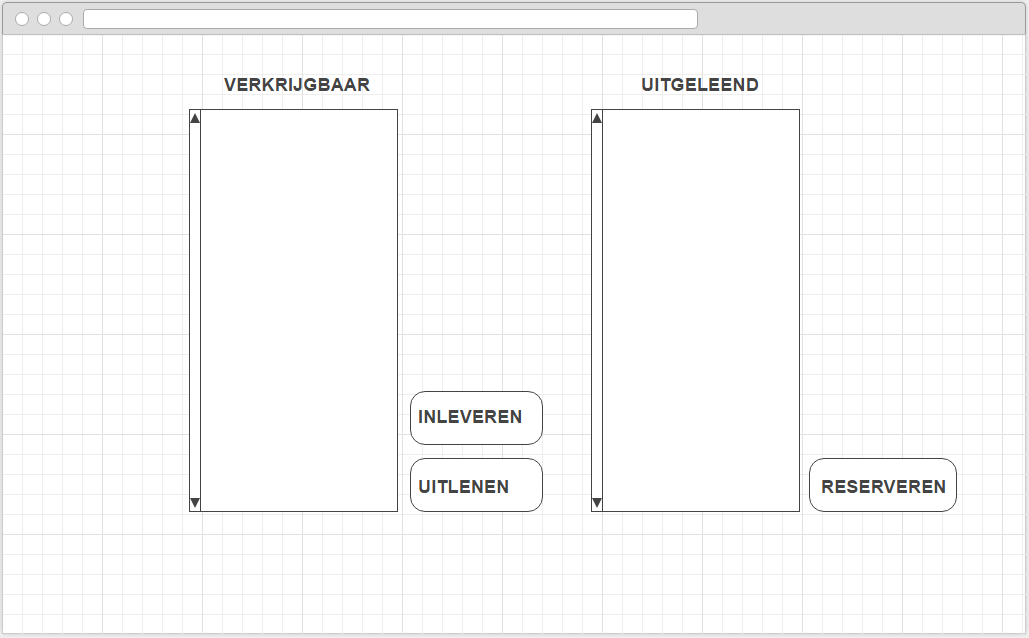 VERKRIJGBAAR
UITGELEEND
INLEVEREN
UITLENEN
RESERVEREN